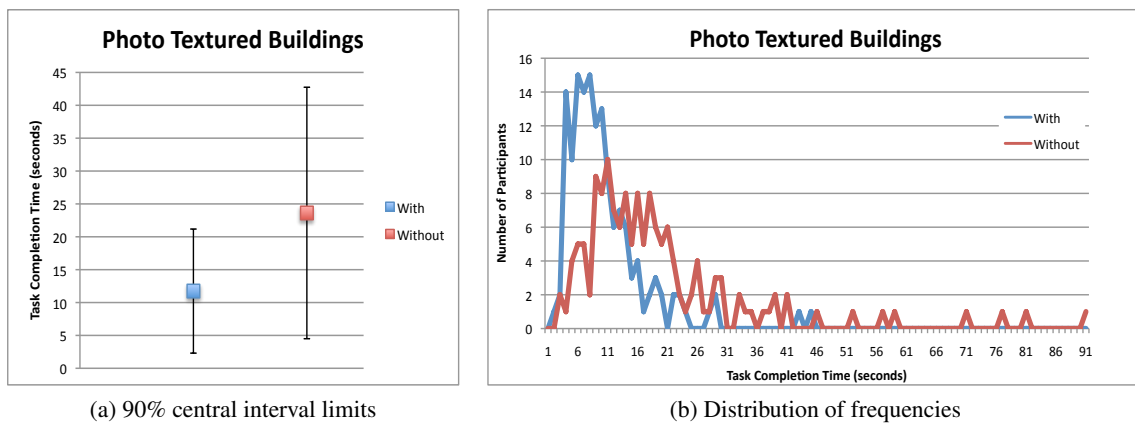 Photo Textured Buildings
45
40
35
30
25
20
15
10
5
0
Task Completion Time (seconds)
With
Without
(a) 90% central interval limits
Photo Textured Buildings
16
14
12
10
8
6
4
2
0
Number of Participants
With
Without
1 6 11 16 21 26 31 36 41 46 51 56 61 66 71 76 81 86 91
Task Completion Time (seconds)
(b) Distribution of frequencies